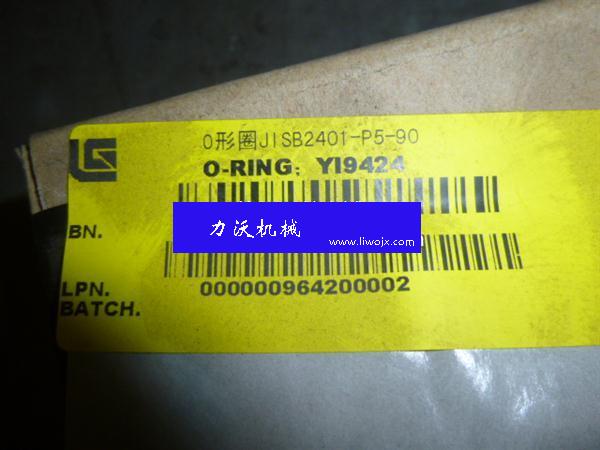 O形圈JISB2401-P5-90
O-RING; YI9424
BN.
力沃机械
www.liwojx.com
LPN.
000000964200002
BATCH.